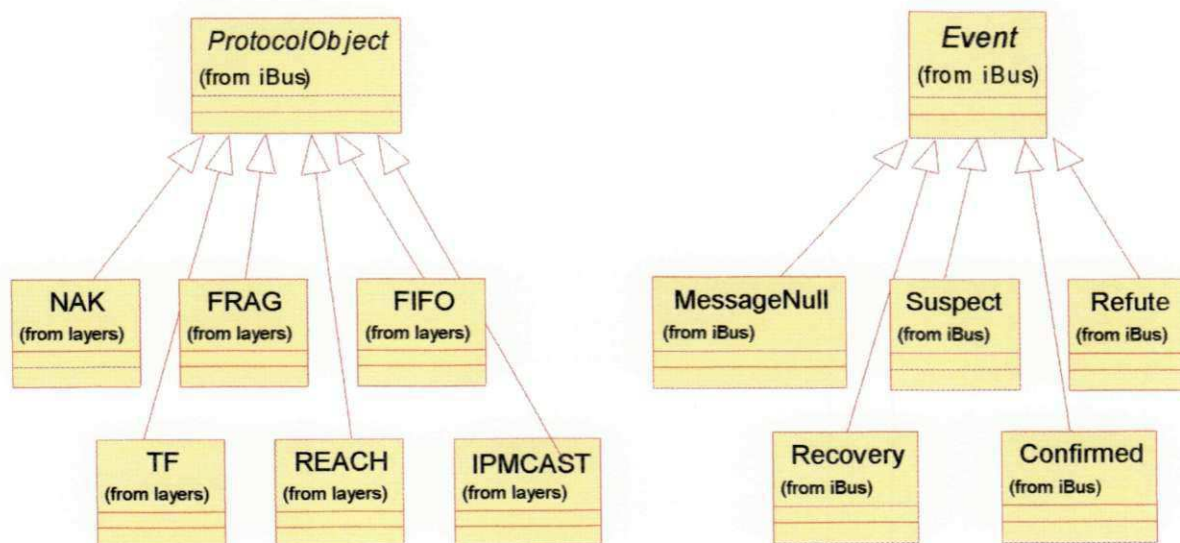 ProtocolObject
(from iBus)
Event
(from iBus)
NAK
(from layers)
FRAG
(from layers)
FIFO
(from layers)
MessageNull
(from iBus)
Suspect
(from iBus)
Refute
(from iBus)
TF
(from layers)
REACH
(from layers)
IPMCAST
(from layers)
Recovery
(from iBus)
Confirmed
(from iBus)